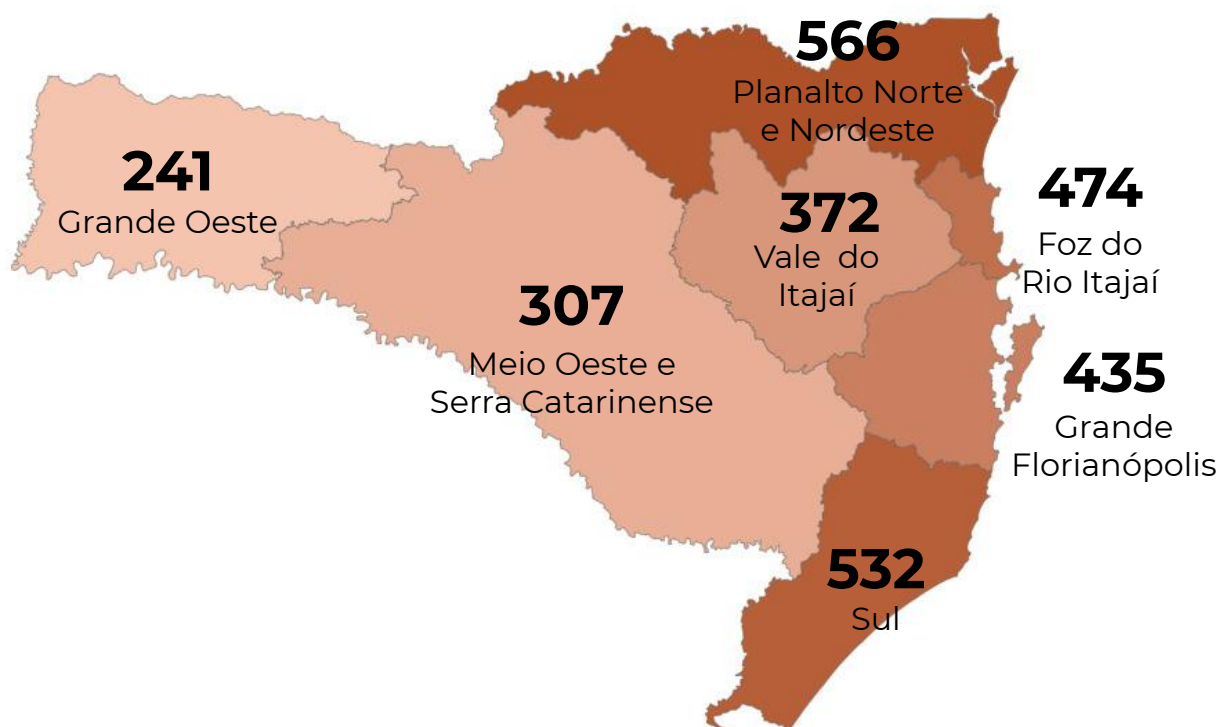 566
Planalto Norte
e Nordeste
241
Grande Oeste
474
Foz do
Rio Itajaí
372
Vale do
Itajaí
307
Meio Oeste e
Serra Catarinense
435
Grande
Florianópolis
532
Sul